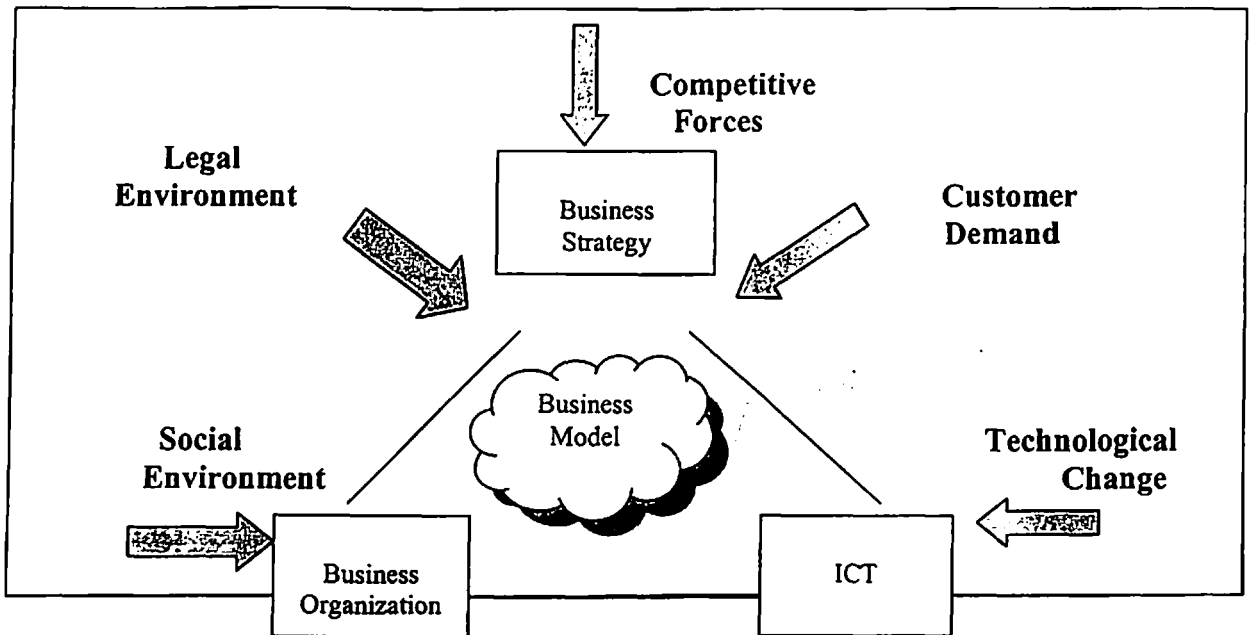 Competitive
Forces
Legal
Environment
Business
Strategy
Customer
Demand
Business
Model
Social
Environment
Technological
Change
Business
Organization
ICT